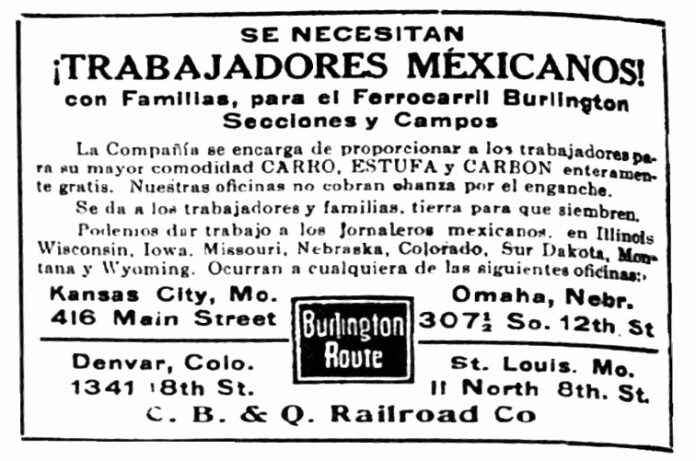 SE NECESITAN
¡TRABAJADORES MÉXICANOS!
con Familias, para el Ferrocarril Burlington
Secciones y Campos
La Compañía se encarga de proporcionar a los trabajadores pa-
ra su mayor comodidad CARRO, ESTUFA y CARBON enteramen-
te gratis. Nuestras oficinas no cobran chanza por el enganche.
Se da a los trabajadores y familias, tierra para que siembren.
Podemos dar trabajo a los Jornaleros mexicanos, en Illinois
Wisconsin, Iowa, Missouri, Nebraska, Colorado, Sur Dakota, Mon-
tana y Wyoming. Ocurran a cualquiera de las siguientes oficinas:
Kansas City, Mo.
416 Main Street
Omaha, Nebr.
307½ So. 12th. St
Burlington
Route
Denvar, Colo.
1341 18th St.
St. Louis. Mo.
11 North 8th. St.
C. B. & Q. Railroad Co